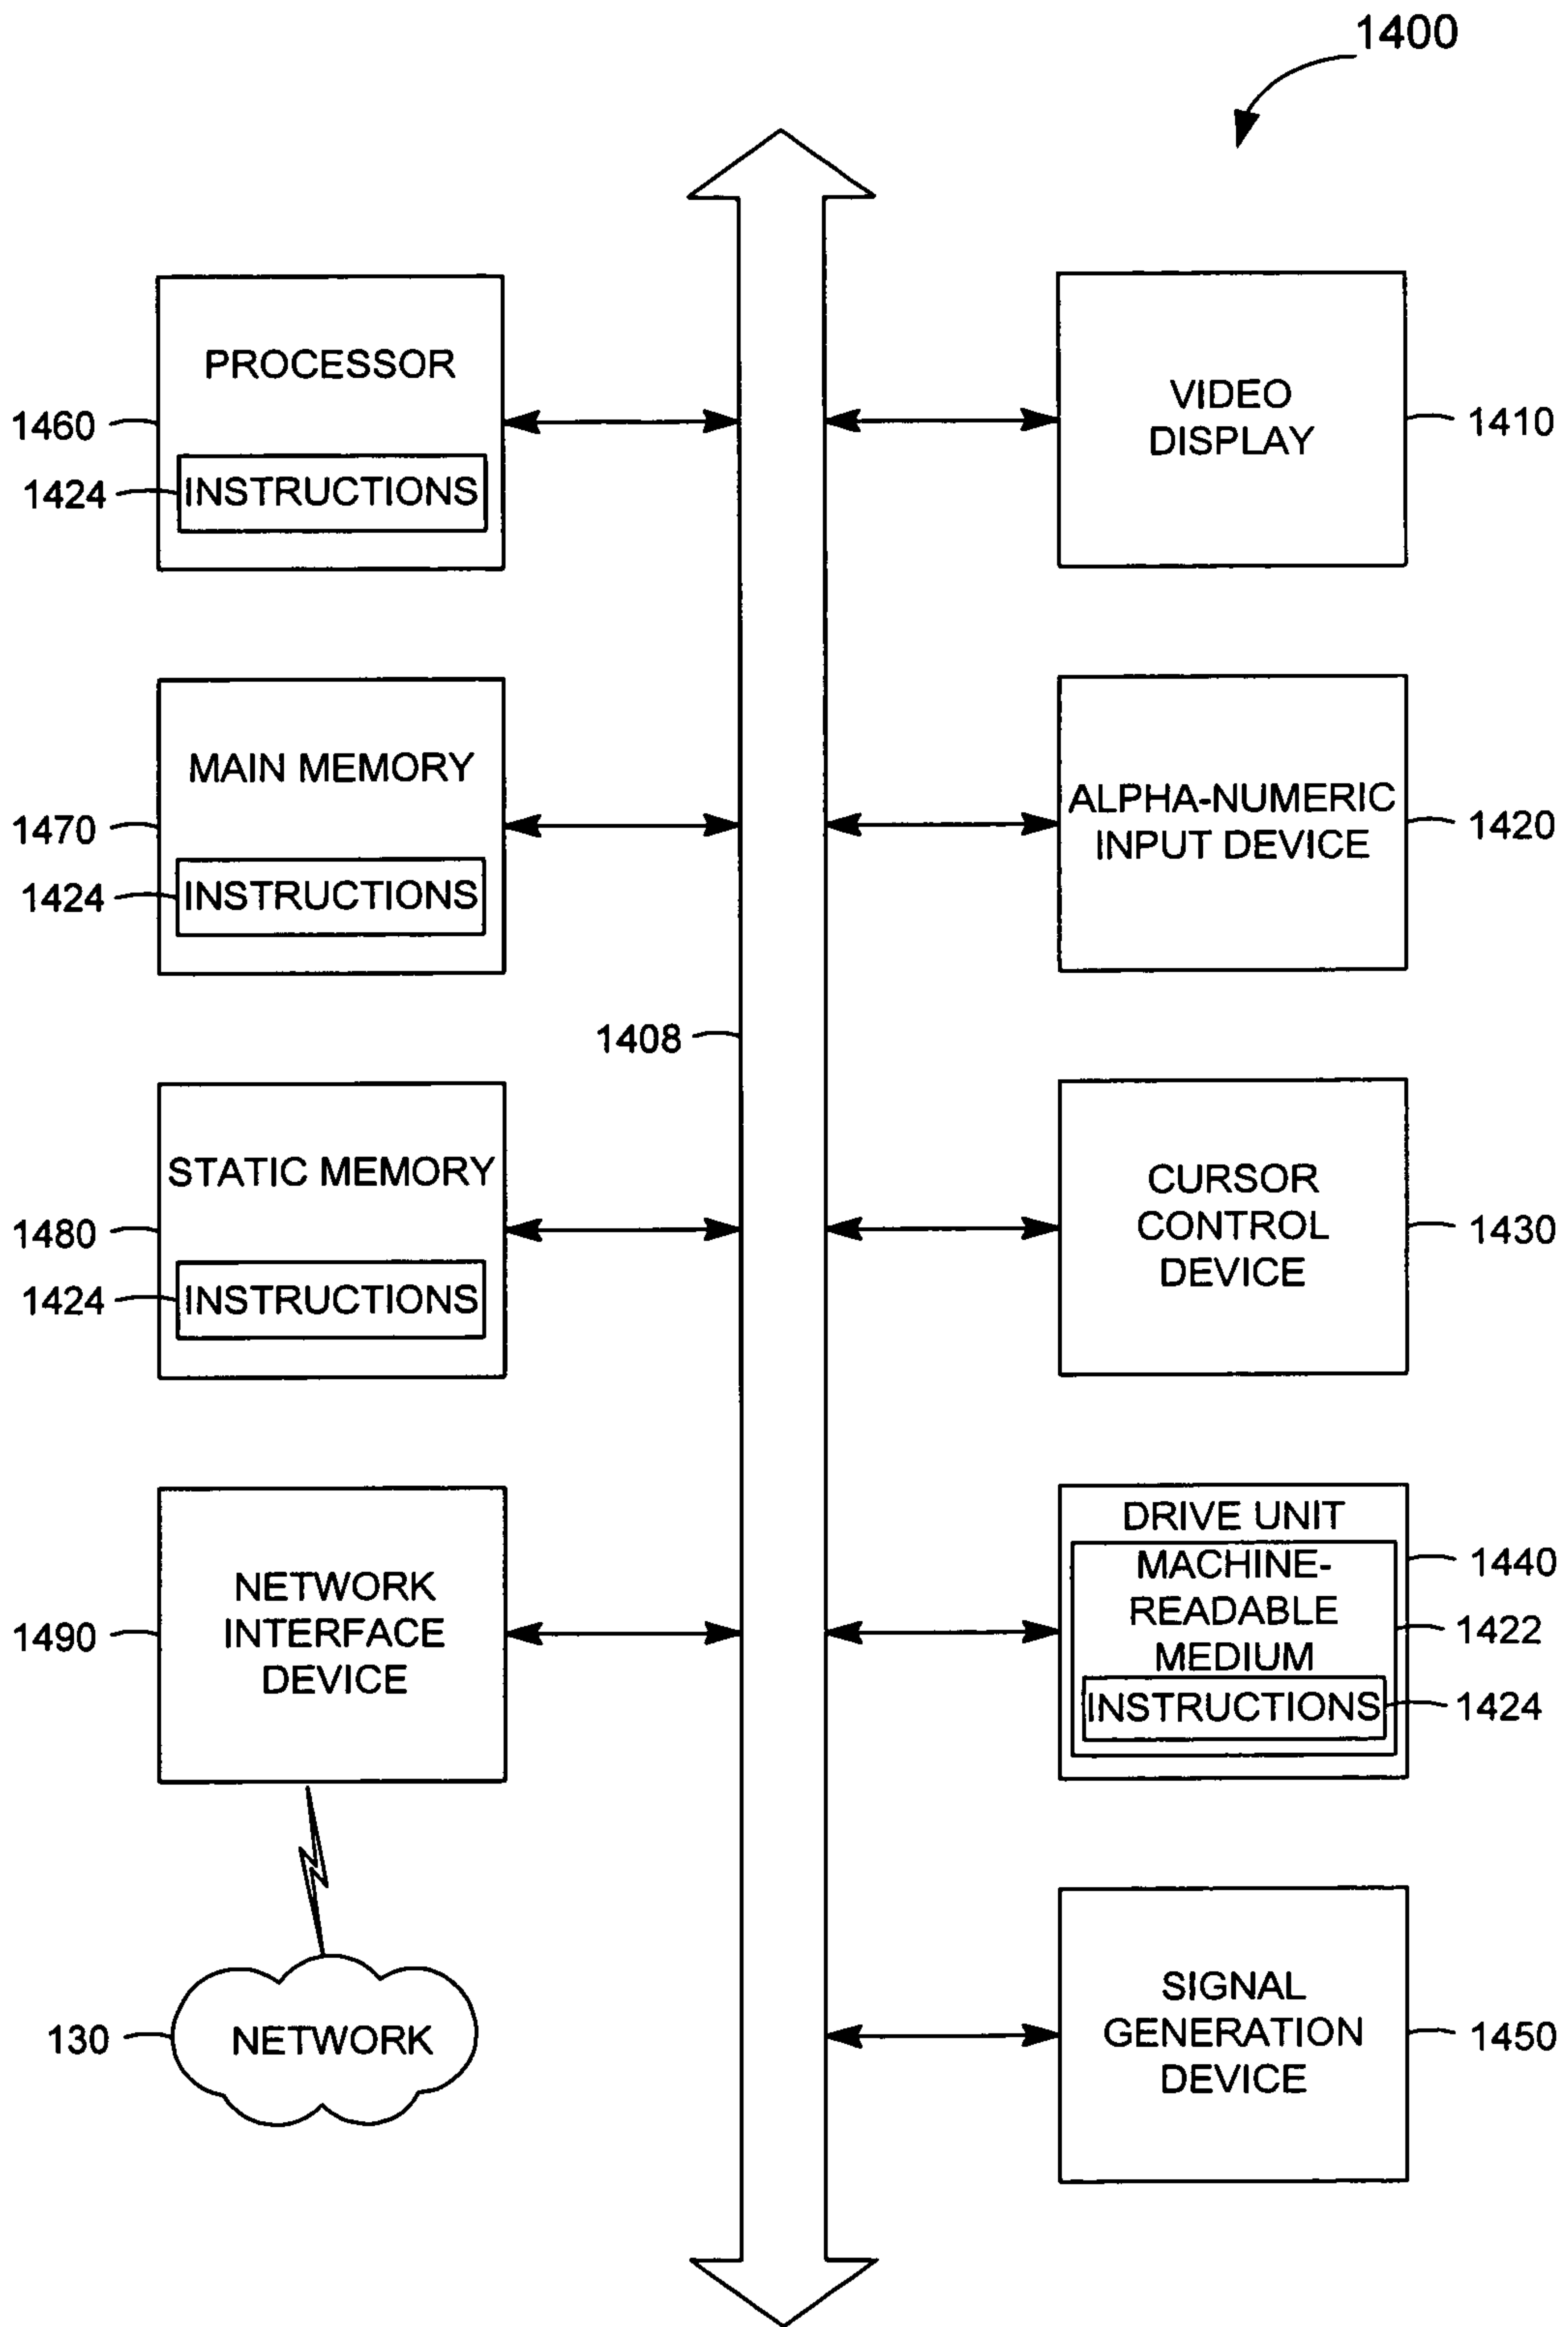 1400
PROCESSOR
1460
1424
INSTRUCTIONS
VIDEO
DISPLAY
1410
MAIN MEMORY
1470
1424
INSTRUCTIONS
ALPHA-NUMERIC
INPUT DEVICE
1420
1408
STATIC MEMORY
1480
1424
INSTRUCTIONS
CURSOR
CONTROL
DEVICE
1430
NETWORK
INTERFACE
DEVICE
1490
DRIVE UNIT
1440
MACHINE-
READABLE
MEDIUM
1422
INSTRUCTIONS
1424
130
NETWORK
SIGNAL
GENERATION
DEVICE
1450